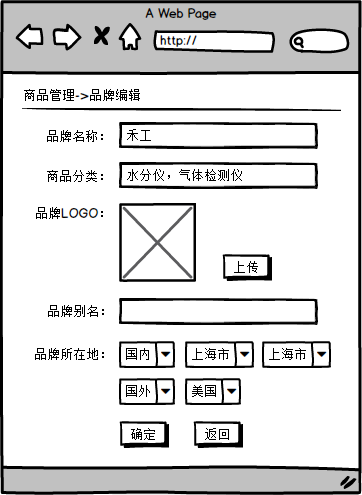 A Web Page
http://
商品管理->品牌编辑
品牌名称： 禾工
商品分类： 水分仪，气体检测仪
品牌LOGO：
上传
品牌别名：
品牌所在地： 国内 上海市 上海市
国外 美国
确定 返回